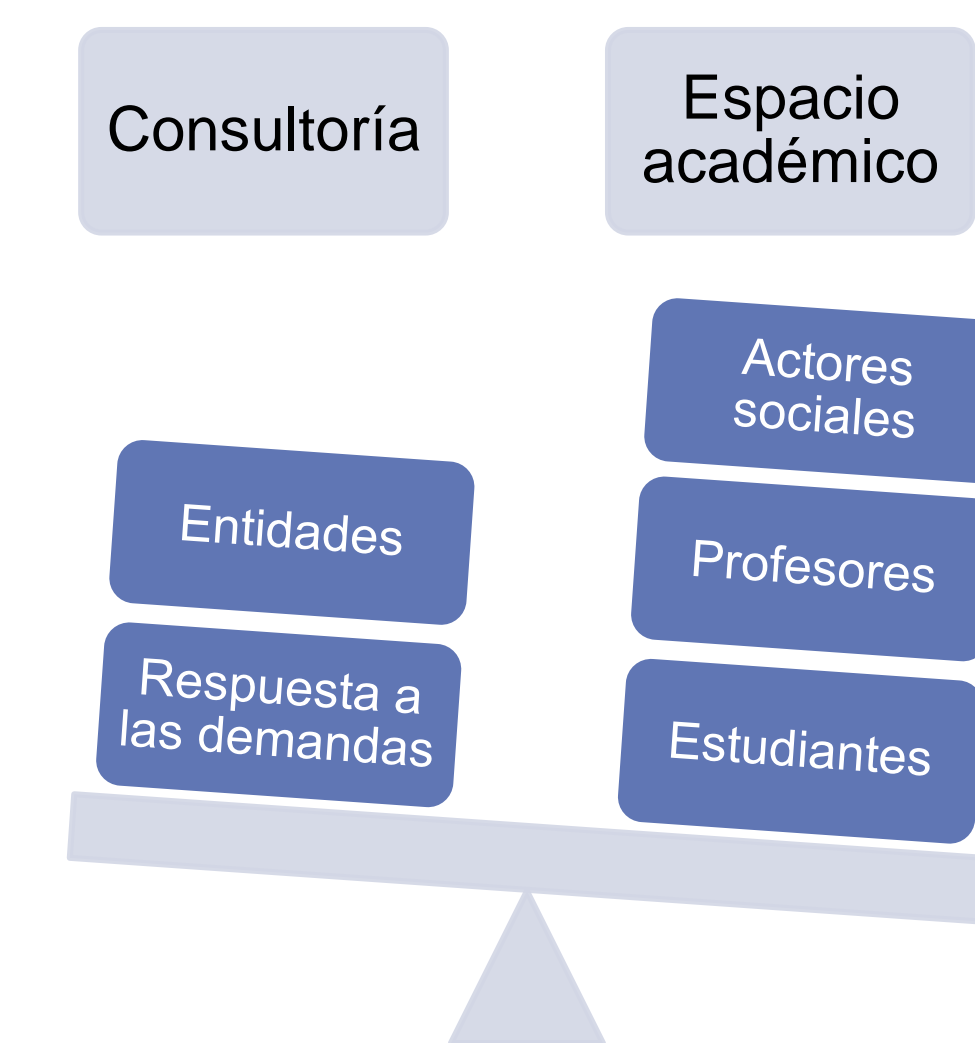 Consultoría
Espacio
académico
Actores
sociales
Entidades
Profesores
Respuesta a
las demandas
Estudiantes